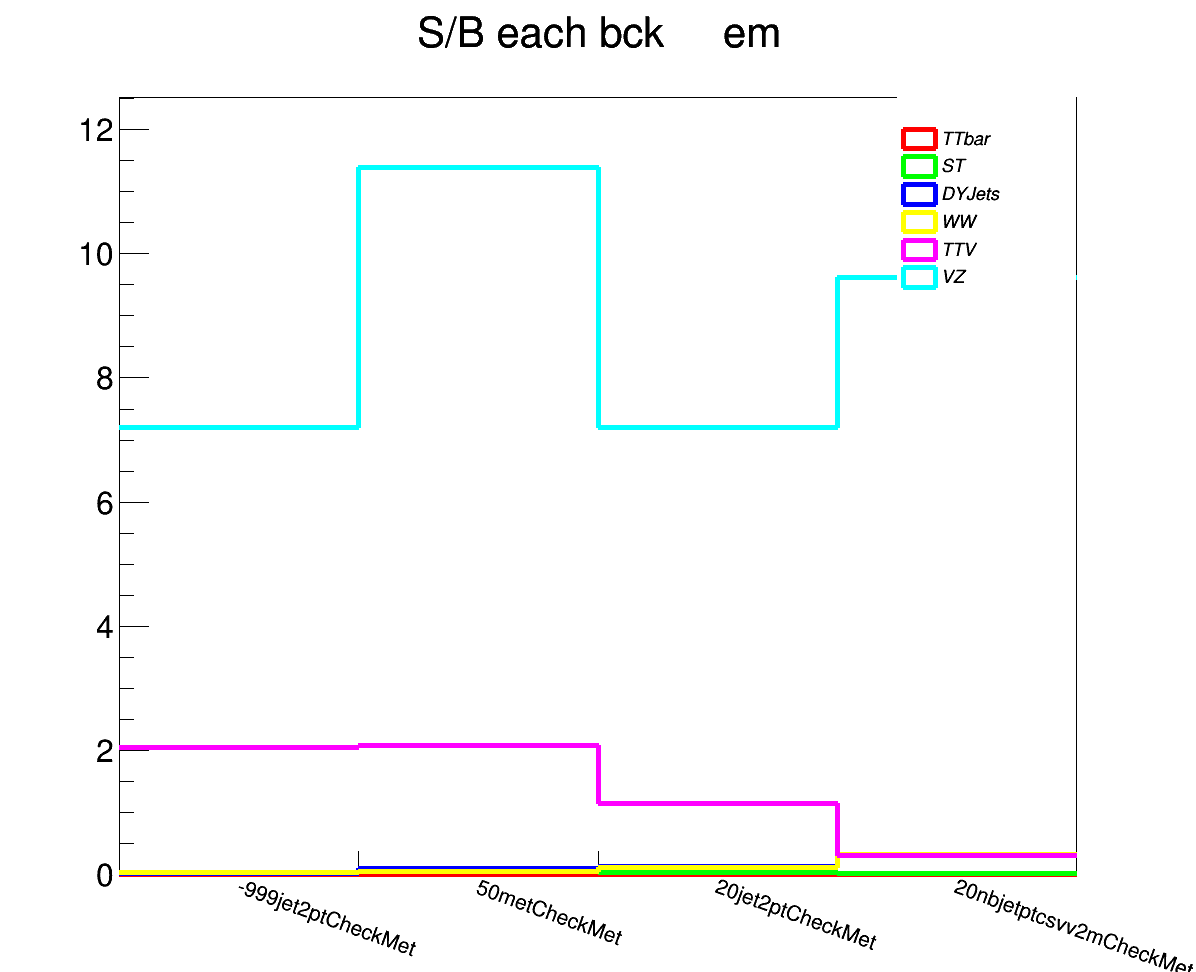 S/B each bck em
12
10
8
6
4
2
0
TTbar
ST
DYJets
WW
TTV
VZ
-999jet2ptCheckMet
50metCheckMet
20jet2ptCheckMet
20nbjetptcsvv2mCheckMet